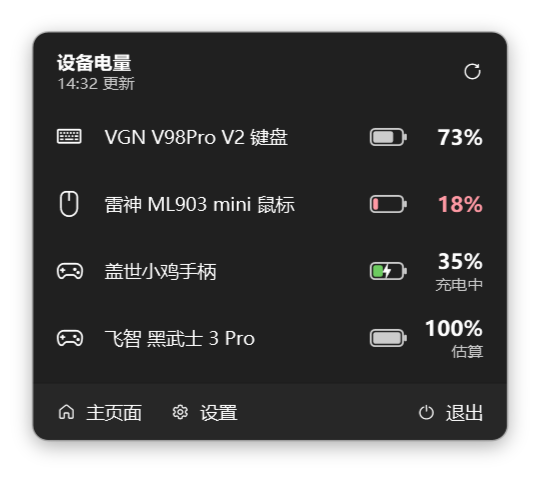 设备电量
14:32 更新
VGN V98Pro V2 键盘 73%
雷神 ML903 mini 鼠标 18%
盖世小鸡手柄 35%
充电中
飞智 黑武士 3 Pro 100%
估算
主页面 设置 退出